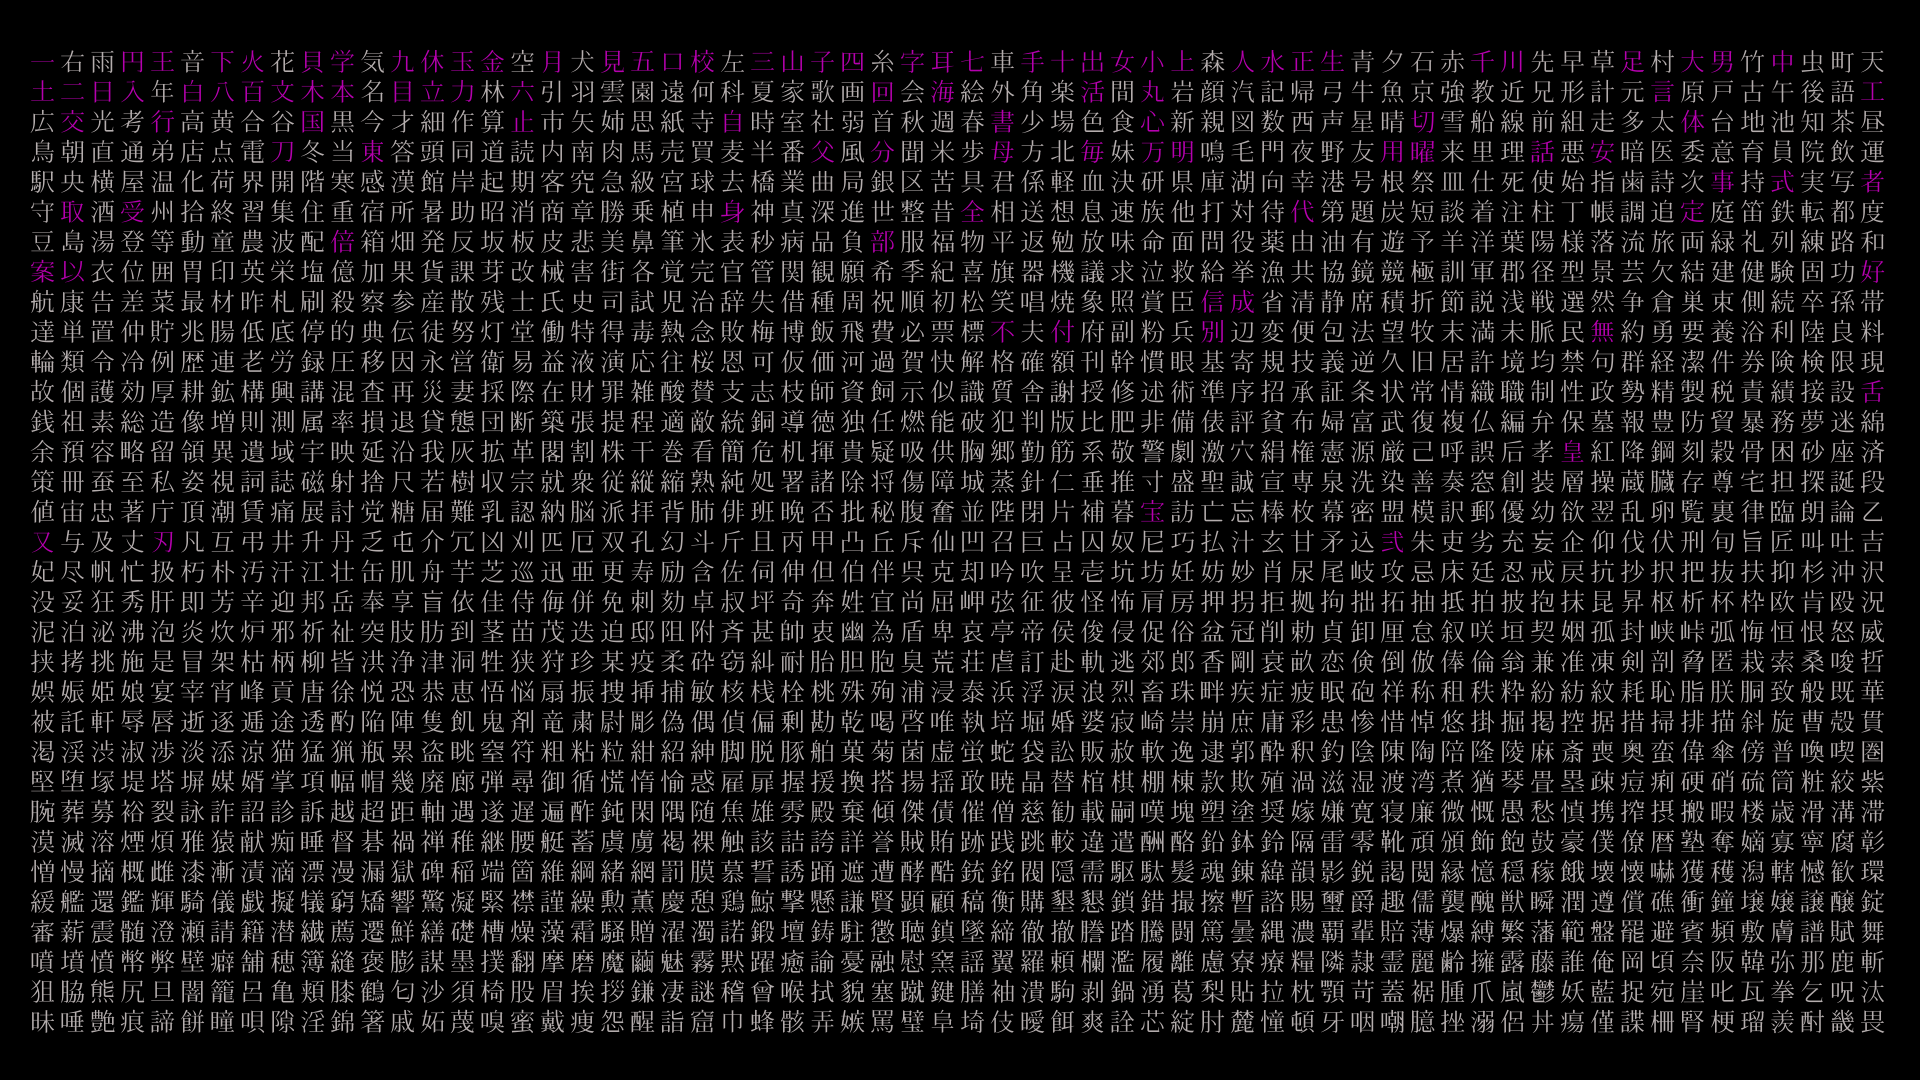 一右雨円王音下火花貝学気九休玉金空月犬見五口校左三山子四糸字耳七車手十出女小上森人水正生青夕石赤千川先早草足村大男竹中虫町天
土二日入年白八百文木本名目立力林六引羽雲園遠何科夏家歌画回会海絵外角楽活間丸岩顔汽記帰弓牛魚京強教近兄形計元言原戸古午後語工
広交光考行高黄合谷国黒今才細作算止市矢姉思紙寺自時室社弱首秋週春書少場色食心新親図数西声星晴切雪船線前組走多太体台地池知茶昼
鳥朝直通弟店点電刀冬当東答頭同道読内南肉馬売買麦半番父風分聞米歩母方北毎妹万明鳴毛門夜野友用曜来里理話悪安暗医委意育員院飲運
駅央横屋温化荷界開階寒感漢館岸起期客究急級宮球去橋業曲局銀区苦具君係軽血決研県庫湖向幸港号根祭皿仕死使始指歯詩次事持式実写者
守取酒受州拾終習集住重宿所暑助昭消商章勝乗植申身神真深進世整昔全相送想息速族他打対待代第題炭短談着注柱丁帳調追定庭笛鉄転都度
豆島湯登等動童農波配倍箱畑発反坂板皮悲美鼻筆氷表秒病品負部服福物平返勉放味命面問役薬由油有遊予羊洋葉陽様落流旅両緑礼列練路和
案以衣位囲胃印英栄塩億加果貨課芽改械害街各覚完官管関観願希季紀喜旗器機議求泣救給挙漁共協鏡競極訓軍郡径型景芸欠結建健験固功好
航康告差菜最材昨札刷殺察参産散残士氏史司試児治辞失借種周祝順初松笑唱焼象照賞臣信成省清静席積折節説浅戦選然争倉巣束側続卒孫帯
達単置仲貯兆腸低底停的典伝徒努灯堂働特得毒熱念敗梅博飯飛費必票標不夫付府副粉兵別辺変便包法望牧末満未脈民無約勇要養浴利陸良料
輪類令冷例歴連老労録圧移因永営衛易益液演応往桜恩可仮価河過賀快解格確額刊幹慣眼基寄規技義逆久旧居許境均禁句群経潔件券険検限現
故個護効厚耕鉱構興講混査再災妻採際在財罪雑酸賛支志枝師資飼示似識質舎謝授修述術準序招承証条状常情織職制性政勢精製税責績接設舌
銭祖素総造像増則測属率損退貸態団断築張提程適敵統銅導徳独任燃能破犯判版比肥非備俵評貧布婦富武復複仏編弁保墓報豊防貿暴務夢迷綿
余預容略留領異遺域宇映延沿我灰拡革閣割株干巻看簡危机揮貴疑吸供胸郷勤筋系敬警劇激穴絹権憲源厳己呼誤后孝皇紅降鋼刻穀骨困砂座済
策冊蚕至私姿視詞誌磁射捨尺若樹収宗就衆従縦縮熟純処署諸除将傷障城蒸針仁垂推寸盛聖誠宣専泉洗染善奏窓創装層操蔵臓存尊宅担探誕段
値宙忠著庁頂潮賃痛展討党糖届難乳認納脳派拝背肺俳班晩否批秘腹奮並陛閉片補暮宝訪亡忘棒枚幕密盟模訳郵優幼欲翌乱卵覧裏律臨朗論乙
又与及丈刃凡互弔井升丹乏屯介冗凶刈匹厄双孔幻斗斤且丙甲凸丘斥仙凹召巨占囚奴尼巧払汁玄甘矛込弐朱吏劣充妄企仰伐伏刑旬旨匠叫吐吉
妃尽帆忙扱朽朴汚汗江壮缶肌舟芋芝巡迅亜更寿励含佐伺伸但伯伴呉克却吟吹呈壱坑坊妊妨妙肖尿尾岐攻忌床廷忍戒戻抗抄択把抜扶抑杉沖沢
没妥狂秀肝即芳辛迎邦岳奉享盲依佳侍侮併免刺劾卓叔坪奇奔姓宜尚屈岬弦征彼怪怖肩房押拐拒拠拘拙拓抽抵拍披抱抹昆昇枢析杯枠欧肯殴況
泥泊泌沸泡炎炊炉邪祈祉突肢肪到茎苗茂迭迫邸阻附斉甚帥衷幽為盾卑哀亭帝侯俊侵促俗盆冠削勅貞卸厘怠叙咲垣契姻孤封峡峠弧悔恒恨怒威
挟拷挑施是冒架枯柄柳皆洪浄津洞牲狭狩珍某疫柔砕窃糾耐胎胆胞臭荒荘虐訂赴軌逃郊郎香剛衰畝恋倹倒倣俸倫翁兼准凍剣剖脅匿栽索桑唆哲
娯娠姫娘宴宰宵峰貢唐徐悦恐恭恵悟悩扇振捜挿捕敏核桟栓桃殊殉浦浸泰浜浮涙浪烈畜珠畔疾症疲眠砲祥称租秩粋紛紡紋耗恥脂朕胴致般既華
被託軒辱唇逝逐逓途透酌陥陣隻飢鬼剤竜粛尉彫偽偶偵偏剰勘乾喝啓唯執培堀婚婆寂崎崇崩庶庸彩患惨惜悼悠掛掘掲控据措掃排描斜旋曹殻貫
渇渓渋淑渉淡添涼猫猛猟瓶累盗眺窒符粗粘粒紺紹紳脚脱豚舶菓菊菌虚蛍蛇袋訟販赦軟逸逮郭酔釈釣陰陳陶陪隆陵麻斎喪奥蛮偉傘傍普喚喫圏
堅堕塚堤塔塀媒婿掌項幅帽幾廃廊弾尋御循慌惰愉惑雇扉握援換搭揚揺敢暁晶替棺棋棚棟款欺殖渦滋湿渡湾煮猶琴畳塁疎痘痢硬硝硫筒粧絞紫
腕葬募裕裂詠詐詔診訴越超距軸遇遂遅遍酢鈍閑隅随焦雄雰殿棄傾傑債催僧慈勧載嗣嘆塊塑塗奨嫁嫌寛寝廉微慨愚愁慎携搾摂搬暇楼歳滑溝滞
漠滅溶煙煩雅猿献痴睡督碁禍禅稚継腰艇蓄虞虜褐裸触該詰誇詳誉賊賄跡践跳較違遣酬酪鉛鉢鈴隔雷零靴頑頒飾飽鼓豪僕僚暦塾奪嫡寡寧腐彰
憎慢摘概雌漆漸漬滴漂漫漏獄碑稲端箇維綱緒網罰膜慕誓誘踊遮遭酵酷銃銘閥隠需駆駄髪魂錬緯韻影鋭謁閲縁憶穏稼餓壊懐嚇獲穫潟轄憾歓環
緩艦還鑑輝騎儀戯擬犠窮矯響驚凝緊襟謹繰勲薫慶憩鶏鯨撃懸謙賢顕顧稿衡購墾懇鎖錯撮擦暫諮賜璽爵趣儒襲醜獣瞬潤遵償礁衝鐘壌嬢譲醸錠
審薪震髄澄瀬請籍潜繊薦遷鮮繕礎槽燥藻霜騒贈濯濁諾鍛壇鋳駐懲聴鎮墜締徹撤謄踏騰闘篤曇縄濃覇輩賠薄爆縛繁藩範盤罷避賓頻敷膚譜賦舞
噴墳憤幣弊壁癖舗穂簿縫褒膨謀墨撲翻摩磨魔繭魅霧黙躍癒諭憂融慰窯謡翼羅頼欄濫履離慮寮療糧隣隷霊麗齢擁露藤誰俺岡頃奈阪韓弥那鹿斬
狙脇熊尻旦闇籠呂亀頬膝鶴匂沙須椅股眉挨拶鎌凄謎稽曾喉拭貌塞蹴鍵膳袖潰駒剥鍋湧葛梨貼拉枕顎苛蓋裾腫爪嵐鬱妖藍捉宛崖叱瓦拳乞呪汰
昧唾艶痕諦餅瞳唄隙淫錦箸戚妬蔑嗅蜜戴痩怨醒詣窟巾蜂骸弄嫉罵璧阜埼伎曖餌爽詮芯綻肘麓憧頓牙咽嘲臆挫溺侶丼瘍僅諜柵腎梗瑠羨酎畿畏